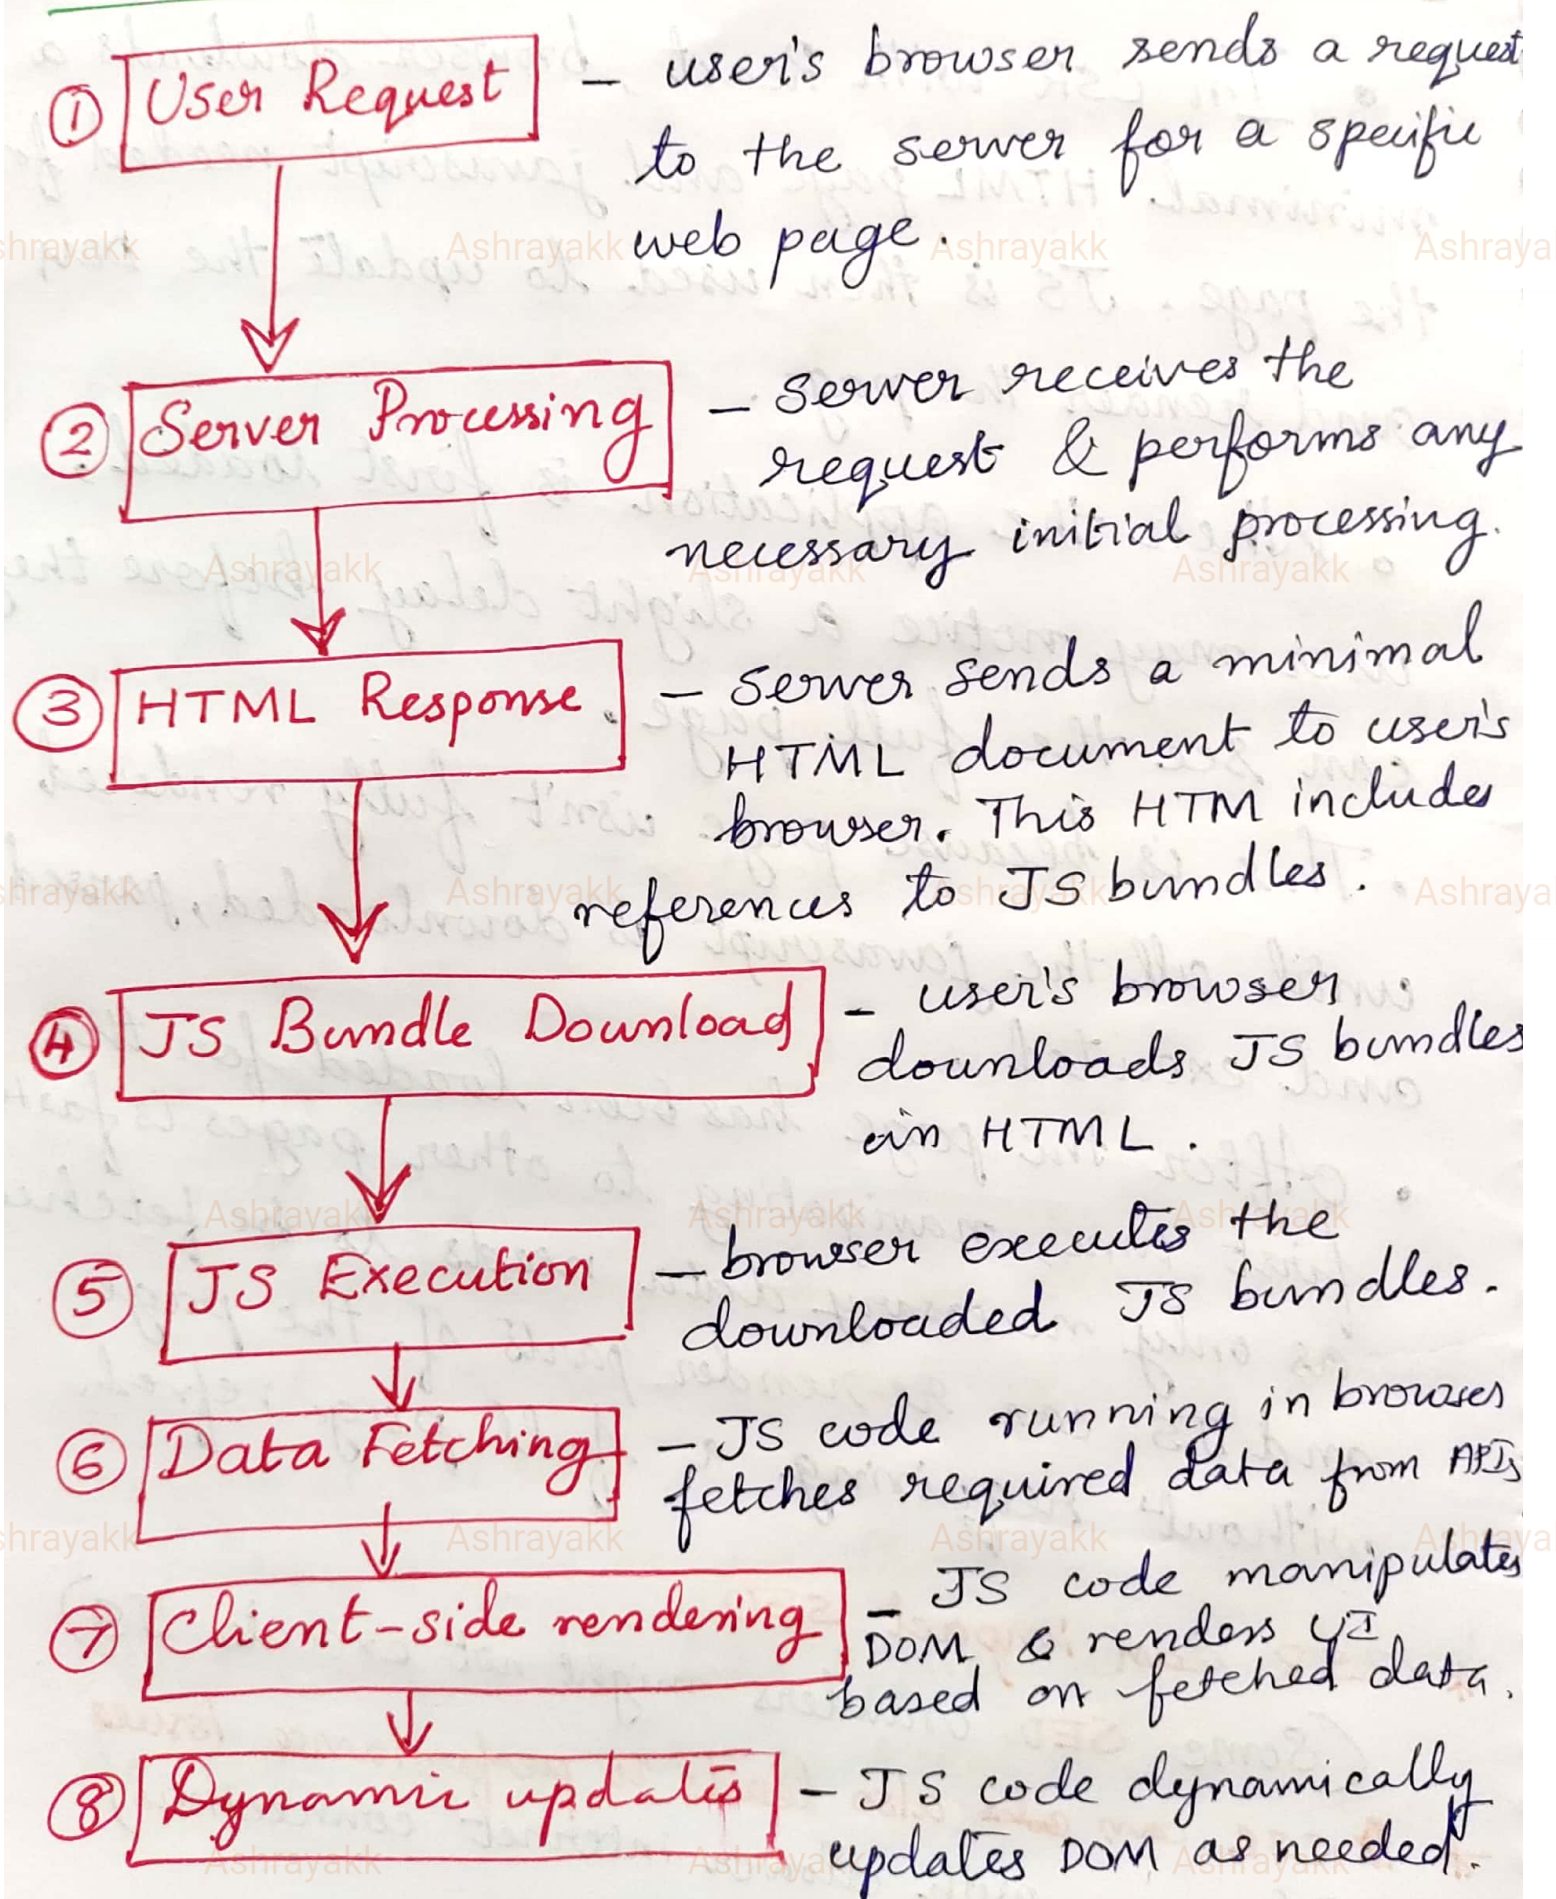 ① User Request – user's browser sends a request
to the server for a specific
web page.
② Server Processing – Server receives the
request & performs any
necessary initial processing.
③ HTML Response – Server sends a minimal
HTML document to user's
browser. This HTM includes
references to JS bundles.
④ JS Bundle Download – user's browser
downloads JS bundles
in HTML.
⑤ JS Execution – browser executes the
downloaded JS bundles.
⑥ Data Fetching – JS code running in browser
fetches required data from APIs
⑦ Client-side rendering – JS code manipulates
DOM & renders UI
based on fetched data.
⑧ Dynamic updates – JS code dynamically
updates DOM as needed.
Ashrayakk